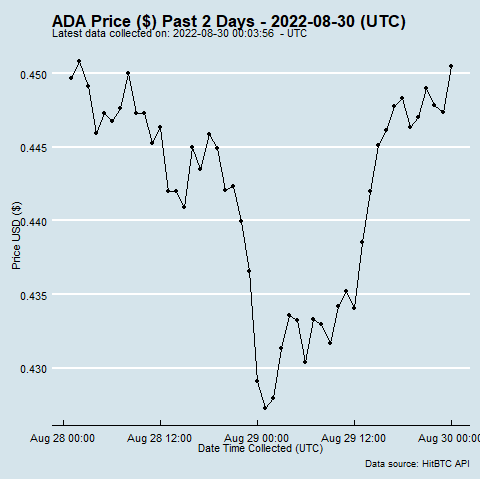 ADA Price ($) Past 2 Days - 2022-08-30 (UTC)
Latest data collected on: 2022-08-30 00:03:56 - UTC
0.450
0.445
0.440
0.435
0.430
Price USD ($)
Aug 28 00:00
Aug 28 12:00
Aug 29 00:00
Aug 29 12:00
Aug 30 00:00
Date Time Collected (UTC)
Data source: HitBTC API